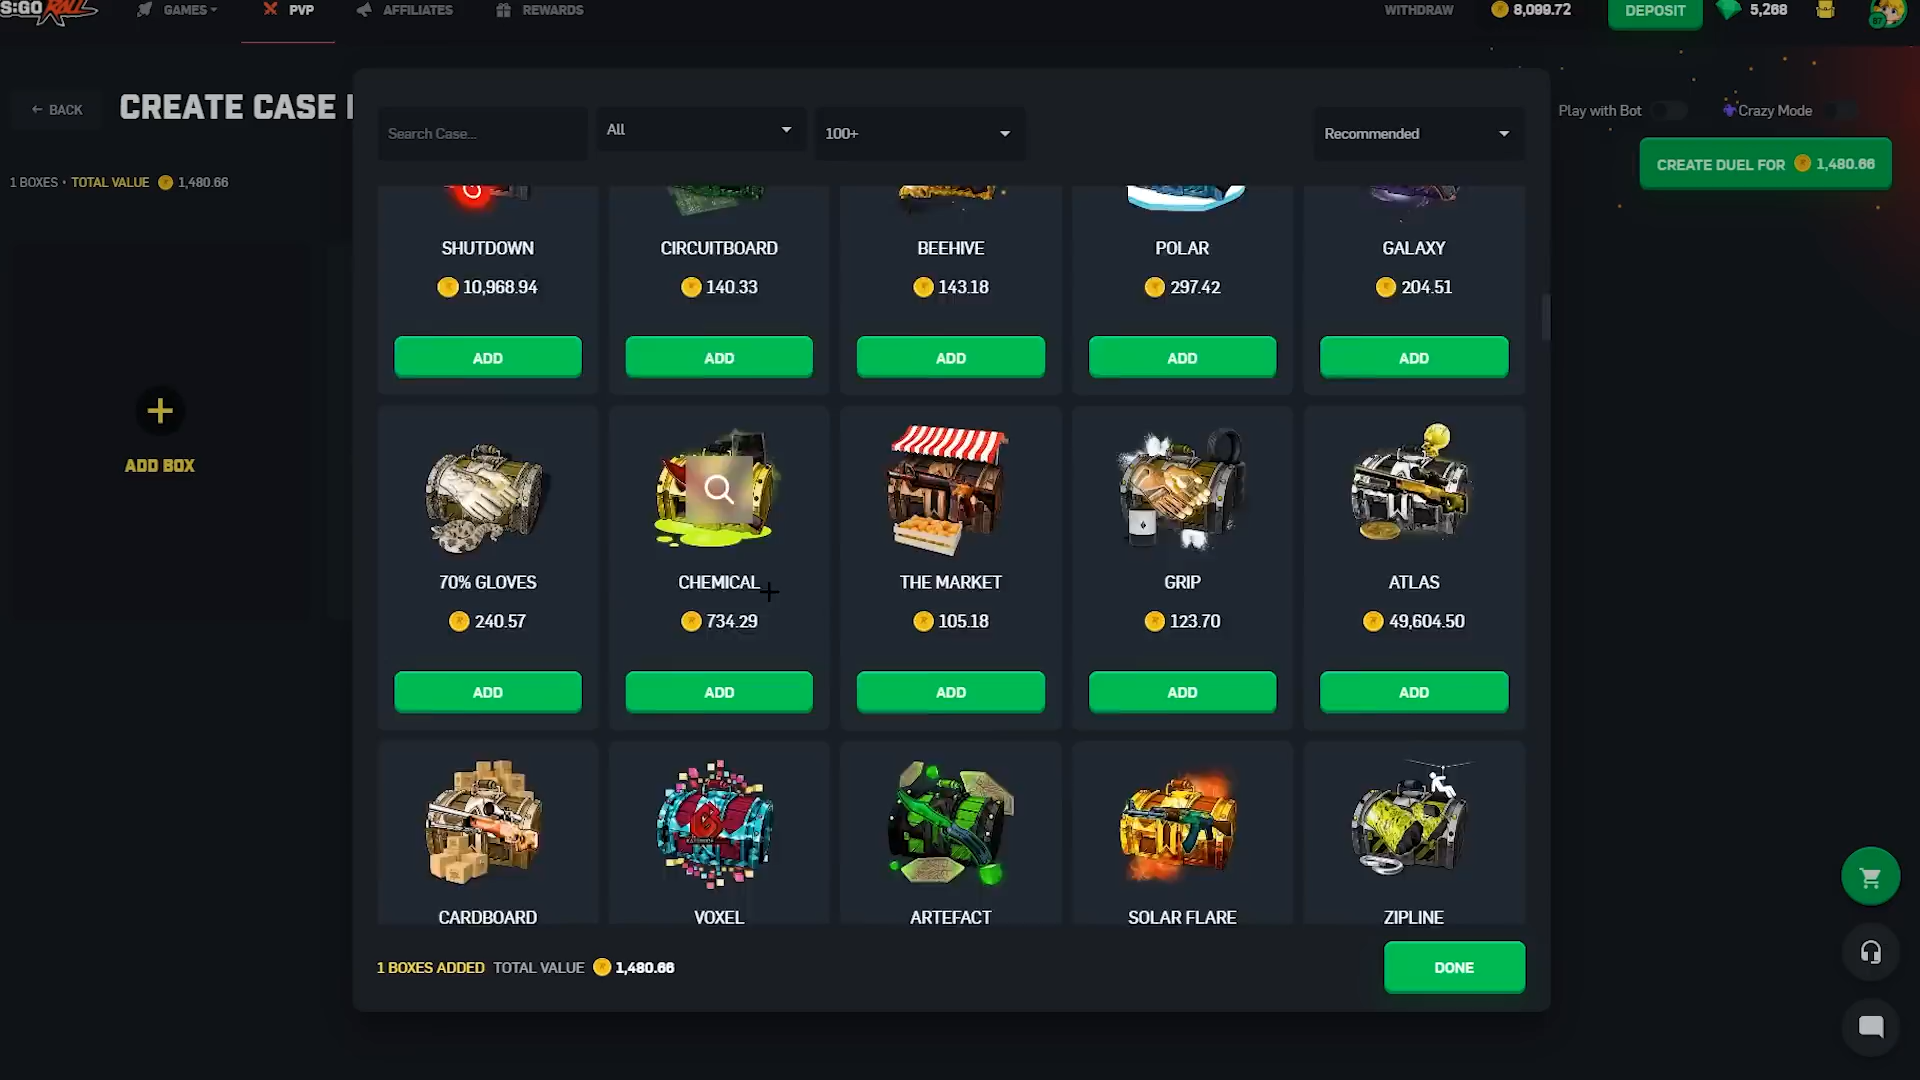 S:GO ROLL
GAMES
PVP
AFFILIATES
REWARDS
WITHDRAW
8,099.72
DEPOSIT
5,268
87
← BACK
CREATE CASE
Play with Bot
Crazy Mode
1 BOXES • TOTAL VALUE 1,480.66
CREATE DUEL FOR 1,480.66
Search Case...
All
100+
Recommended
SHUTDOWN
CIRCUITBOARD
BEEHIVE
POLAR
GALAXY
10,968.94
140.33
143.18
297.42
204.51
ADD
ADD
ADD
ADD
ADD
ADD BOX
70% GLOVES
CHEMICAL
THE MARKET
GRIP
ATLAS
240.57
734.29
105.18
123.70
49,604.50
ADD
ADD
ADD
ADD
ADD
CARDBOARD
VOXEL
ARTEFACT
SOLAR FLARE
ZIPLINE
1 BOXES ADDED TOTAL VALUE 1,480.66
DONE